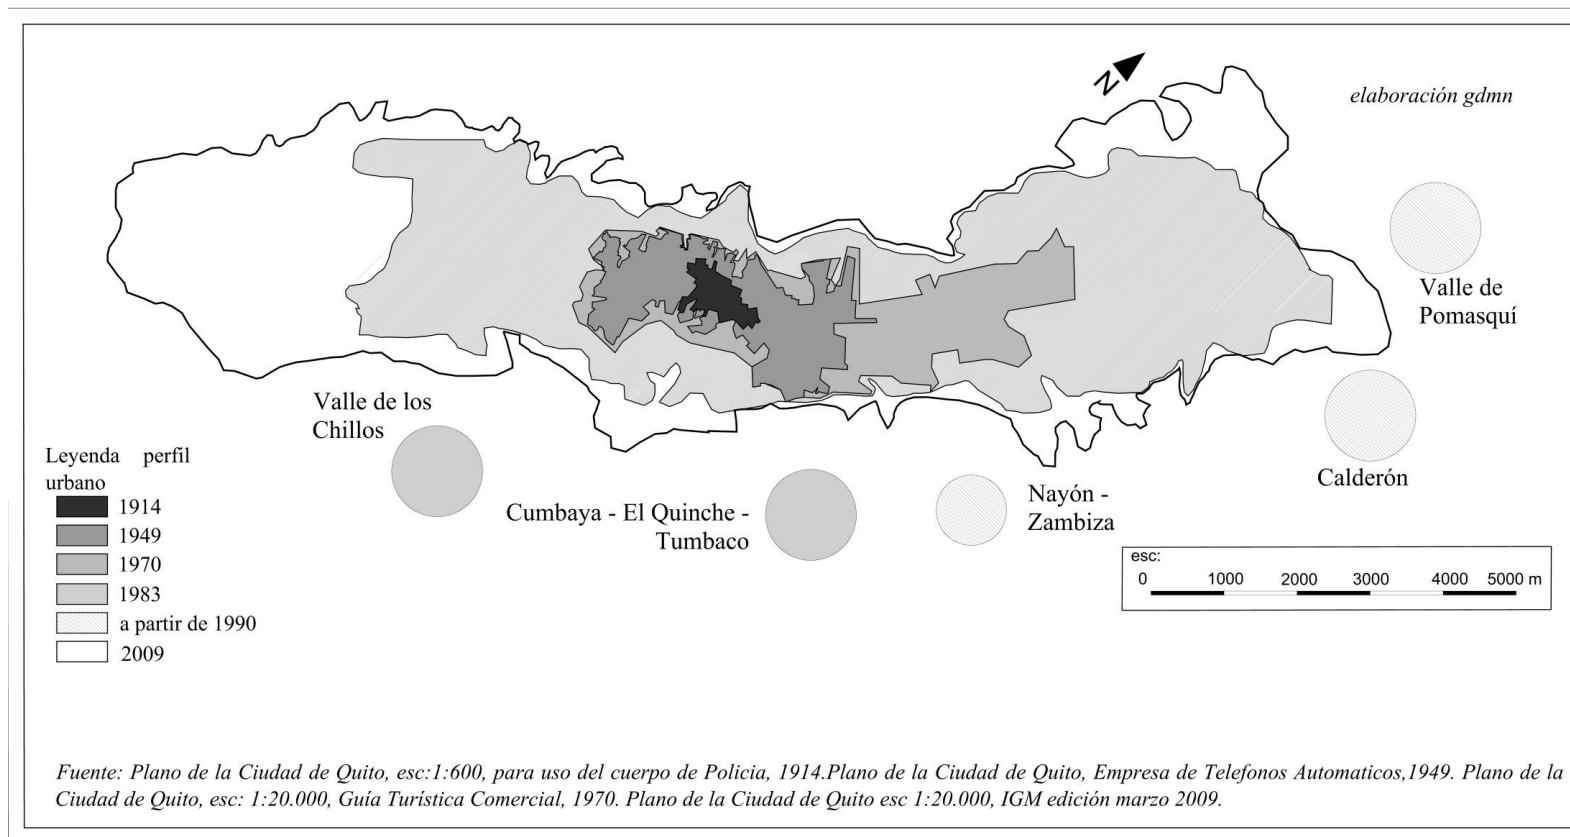 N
elaboración gdmn
Valle de
Pomasquí
Valle de los
Chillos
Calderón
Cumbaya - El Quinche -
Tumbaco
Nayón -
Zambiza
Leyenda perfil
urbano
1914
1949
1970
1983
a partir de 1990
2009
esc:
0 1000 2000 3000 4000 5000 m
Fuente: Plano de la Ciudad de Quito, esc:1:600, para uso del cuerpo de Policia, 1914.Plano de la Ciudad de Quito, Empresa de Telefonos Automaticos,1949. Plano de la
Ciudad de Quito, esc: 1:20.000, Guía Turística Comercial, 1970. Plano de la Ciudad de Quito esc 1:20.000, IGM edición marzo 2009.